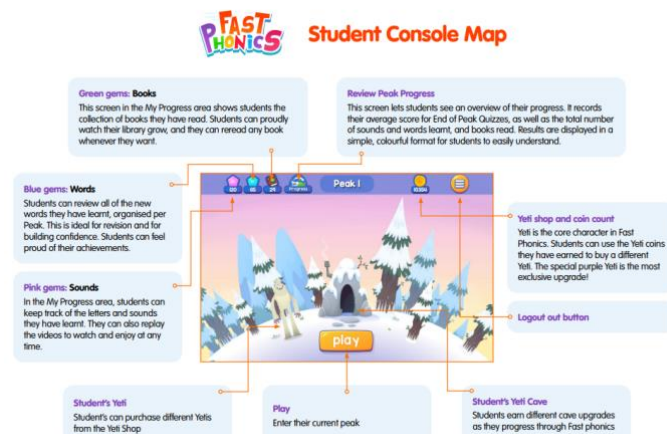 FAST
PHONICS
Student Console Map
Green gems: Books
This screen in the My Progress area shows students the
collection of books they have read. Students can proudly
watch their library grow, and they can reread any book
whenever they want.
Review Peak Progress
This screen lets students see an overview of their progress. It records
their average score for End of Peak Quizzes, as well as the total number
of sounds and words learnt, and books read. Results are displayed in a
simple, colourful format for students to easily understand.
Blue gems: Words
Students can review all of the new
words they have learnt, organised per
Peak. This is ideal for revision and for
building confidence. Students can feel
proud of their achievements.
Pink gems: Sounds
In the My Progress area, students can
keep track of the letters and sounds
they have learnt. They can also replay
the videos to watch and enjoy at any
time.
Progress
Peak 1
play
Yeti shop and coin count
Yeti is the core character in Fast
Phonics. Students can use the Yeti coins
they have earned to buy a different
Yeti. The special purple Yeti is the most
exclusive upgrade!
Logout out button
Student's Yeti
Student's can purchase different Yetis
from the Yeti Shop
Play
Enter their current peak
Student's Yeti Cave
Students earn different cave upgrades
as they progress through Fast phonics